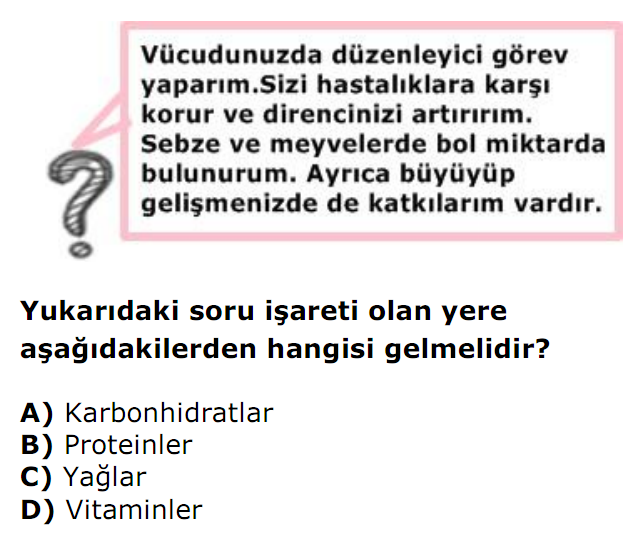 Vücudunuzda düzenleyici görev
yaparım.Sizi hastalıklara karşı
korur ve direncinizi artırırım.
Sebze ve meyvelerde bol miktarda
bulunurum. Ayrıca büyüyüp
gelişmenizde de katkılarım vardır.
?
Yukarıdaki soru işareti olan yere
aşağıdakilerden hangisi gelmelidir?
A) Karbonhidratlar
B) Proteinler
C) Yağlar
D) Vitaminler